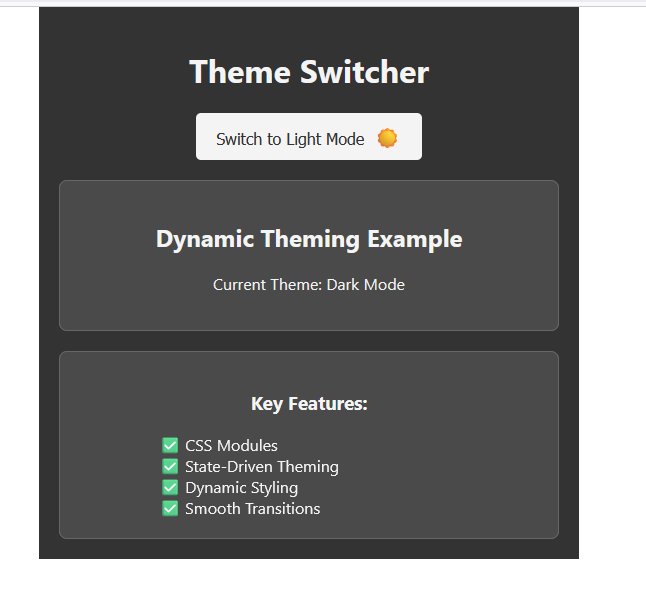 Theme Switcher
Switch to Light Mode 🌞
Dynamic Theming Example
Current Theme: Dark Mode
Key Features:
✅ CSS Modules
✅ State-Driven Theming
✅ Dynamic Styling
✅ Smooth Transitions